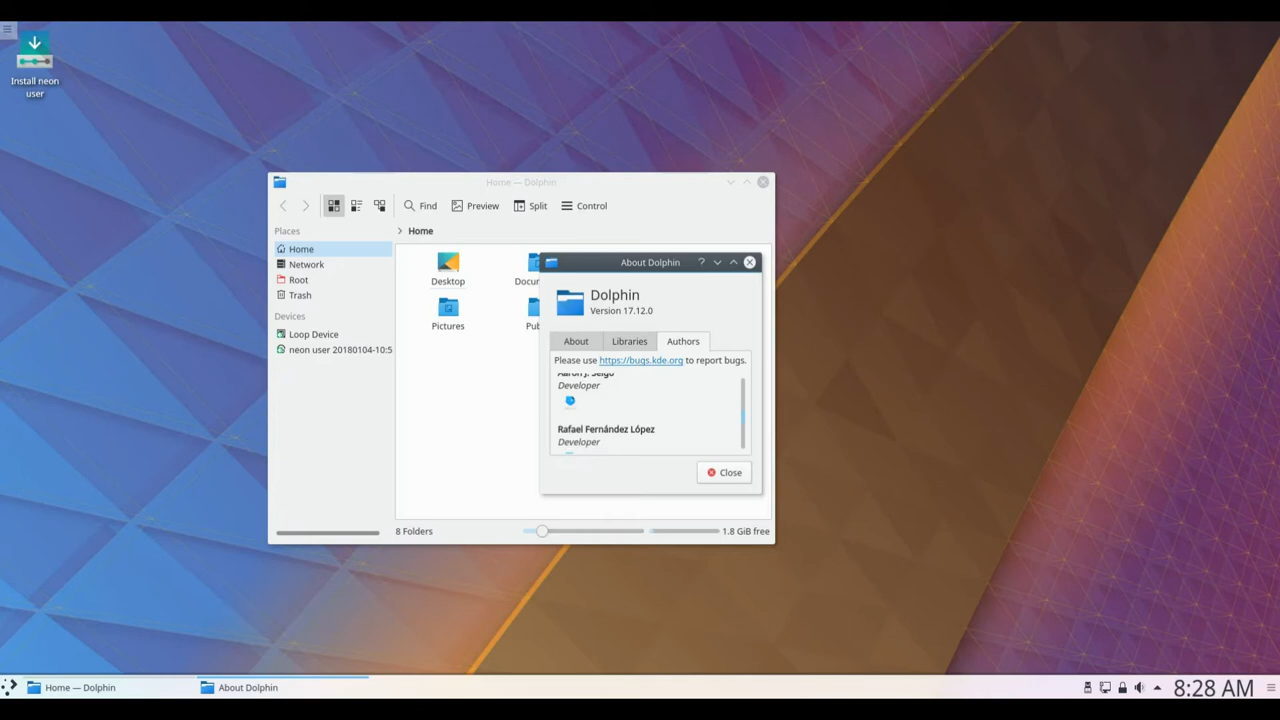 Install neon
user
Home — Dolphin
Find
Preview
Split
Control
Places
Home
Network
Root
Trash
Devices
Loop Device
neon user 20180104-10:5
Home
Desktop
Docu
Pictures
Pub
8 Folders
1.8 GiB free
About Dolphin
?
Dolphin
Version 17.12.0
About
Libraries
Authors
Please use https://bugs.kde.org to report bugs.
Aaron J. Seigo
Developer
Rafael Fernández López
Developer
Close
Home — Dolphin
About Dolphin
8:28 AM